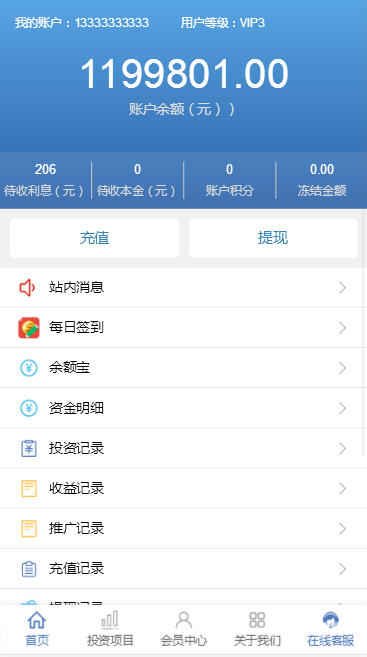 我的账户：13333333333 用户等级：VIP3
1199801.00
账户余额（元））
206 0 0 0.00
待收利息（元） 待收本金（元） 账户积分 冻结金额
充值 提现
站内消息
每日签到
余额宝
资金明细
投资记录
收益记录
推广记录
充值记录
首页 投资项目 会员中心 关于我们 在线客服